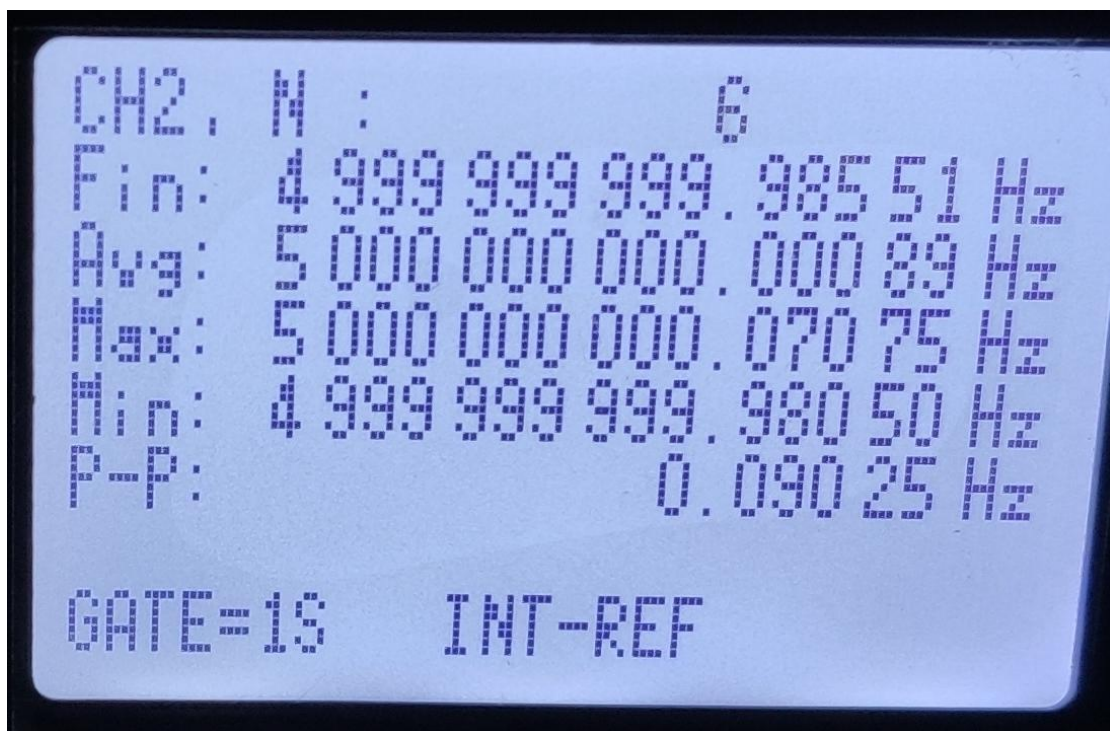 CH2, N : 6
Fin: 4 999 999 999. 985 51 Hz
Avg: 5 000 000 000. 000 89 Hz
Max: 5 000 000 000. 070 75 Hz
Min: 4 999 999 999. 980 50 Hz
P-P: 0. 090 25 Hz
GATE=1S INT-REF